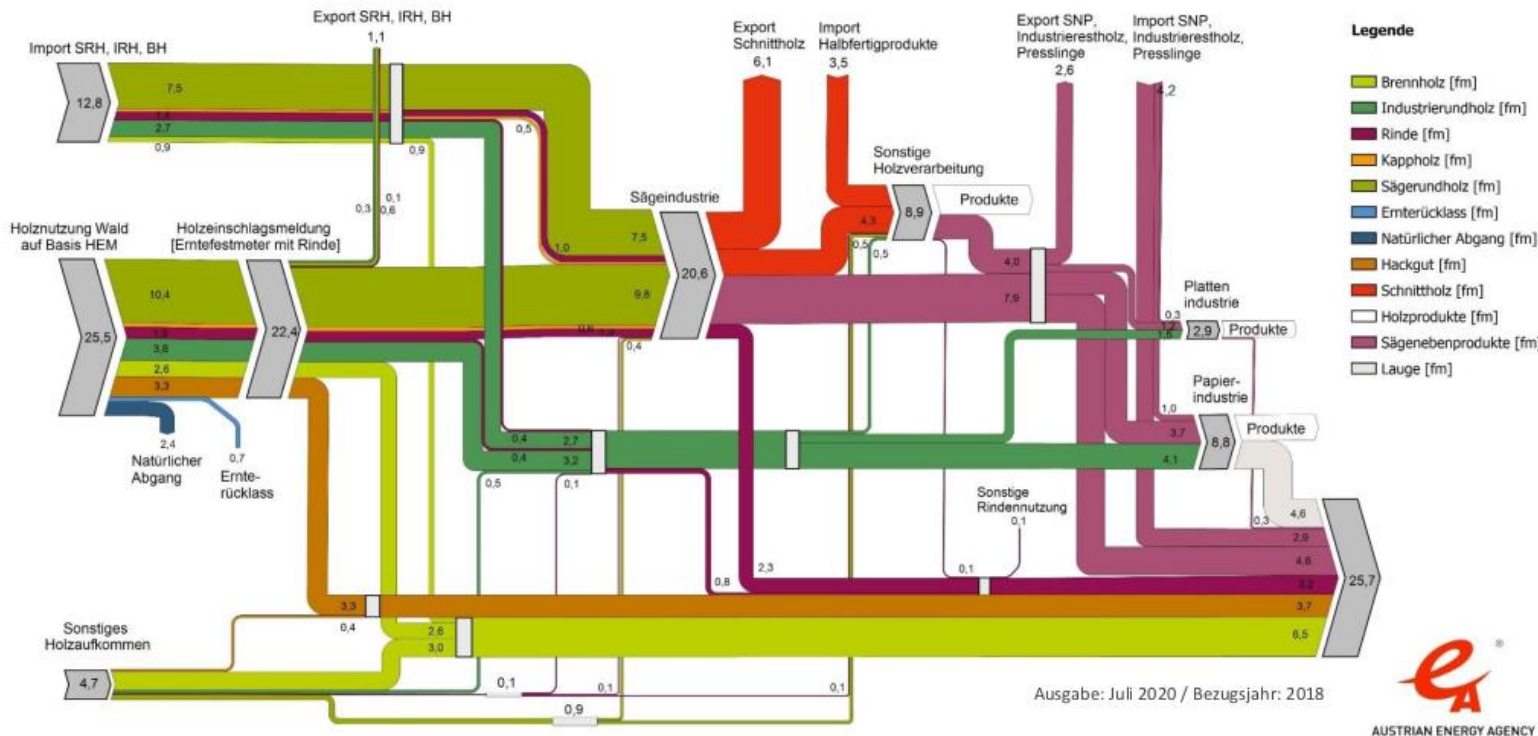 Export SRH, IRH, BH
1,1
Import SRH, IRH, BH
12,8
7,5
1,4
2,7
0,9
0,9
0,5
0,3
0,1
0,6
Export
Schnittholz
6,1
Import
Halbfertigprodukte
3,5
Export SNP,
Industrierestholz,
Presslinge
2,6
Import SNP,
Industrierestholz,
Presslinge
4,2
Sonstige
Holzverarbeitung
8,9
Produkte
4,3
0,5
0,5
Holznutzung Wald
auf Basis HEM
25,5
10,4
1,9
3,6
2,6
3,3
Holzeinschlagsmeldung
[Erntefestmeter mit Rinde]
22,4
Sägeindustrie
20,6
7,5
1,0
9,8
0,4
4,0
7,9
Platten
industrie
0,3
1,2
1,5
2,9
Produkte
Papier-
industrie
1,0
3,7
4,1
8,8
Produkte
2,4
Natürlicher
Abgang
0,7
Ernte-
rücklass
0,4
2,7
0,4
3,2
0,5
0,1
Sonstige
Rindennutzung
0,1
0,1
0,8
2,3
0,3
4,6
2,9
4,8
3,2
3,7
6,5
25,7
3,3
0,4
2,6
3,0
Sonstiges
Holzaufkommen
4,7
0,1
0,1
0,1
0,9
Legende
Brennholz [fm]
Industrierundholz [fm]
Rinde [fm]
Kappholz [fm]
Sägerundholz [fm]
Ernterücklass [fm]
Natürlicher Abgang [fm]
Hackgut [fm]
Schnittholz [fm]
Holzprodukte [fm]
Sägenebenprodukte [fm]
Lauge [fm]
Ausgabe: Juli 2020 / Bezugsjahr: 2018
®
AUSTRIAN ENERGY AGENCY